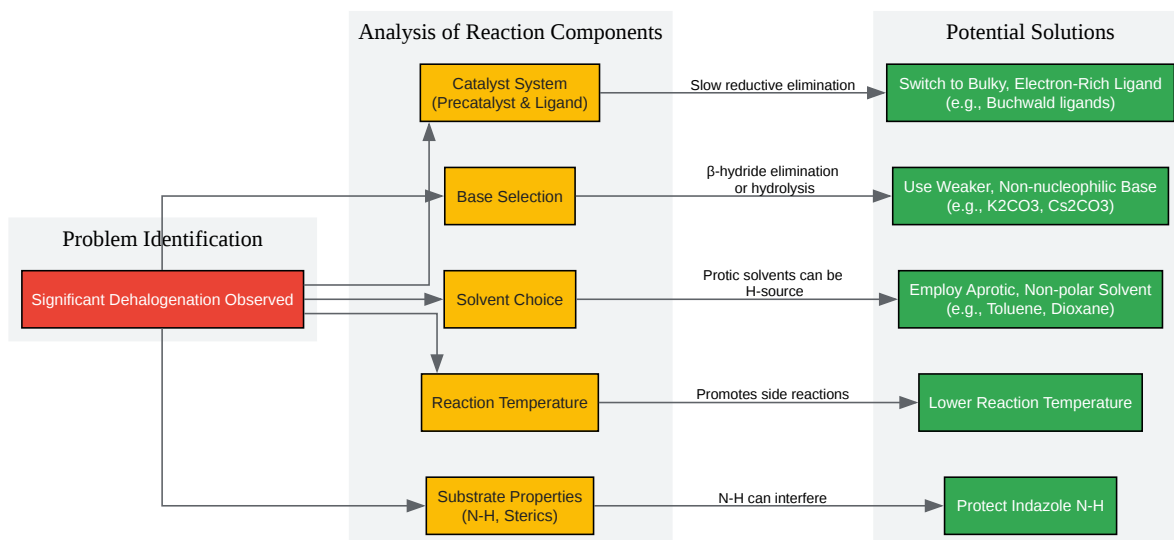 Analysis of Reaction Components
Potential Solutions
Catalyst System
(Precatalyst & Ligand)
Slow reductive elimination
Switch to Bulky, Electron-Rich Ligand
(e.g., Buchwald ligands)
Base Selection
β-hydride elimination
or hydrolysis
Use Weaker, Non-nucleophilic Base
(e.g., K2CO3, Cs2CO3)
Problem Identification
Significant Dehalogenation Observed
Solvent Choice
Protic solvents can be
H-source
Employ Aprotic, Non-polar Solvent
(e.g., Toluene, Dioxane)
Reaction Temperature
Promotes side reactions
Lower Reaction Temperature
Substrate Properties
(N-H, Sterics)
N-H can interfere
Protect Indazole N-H